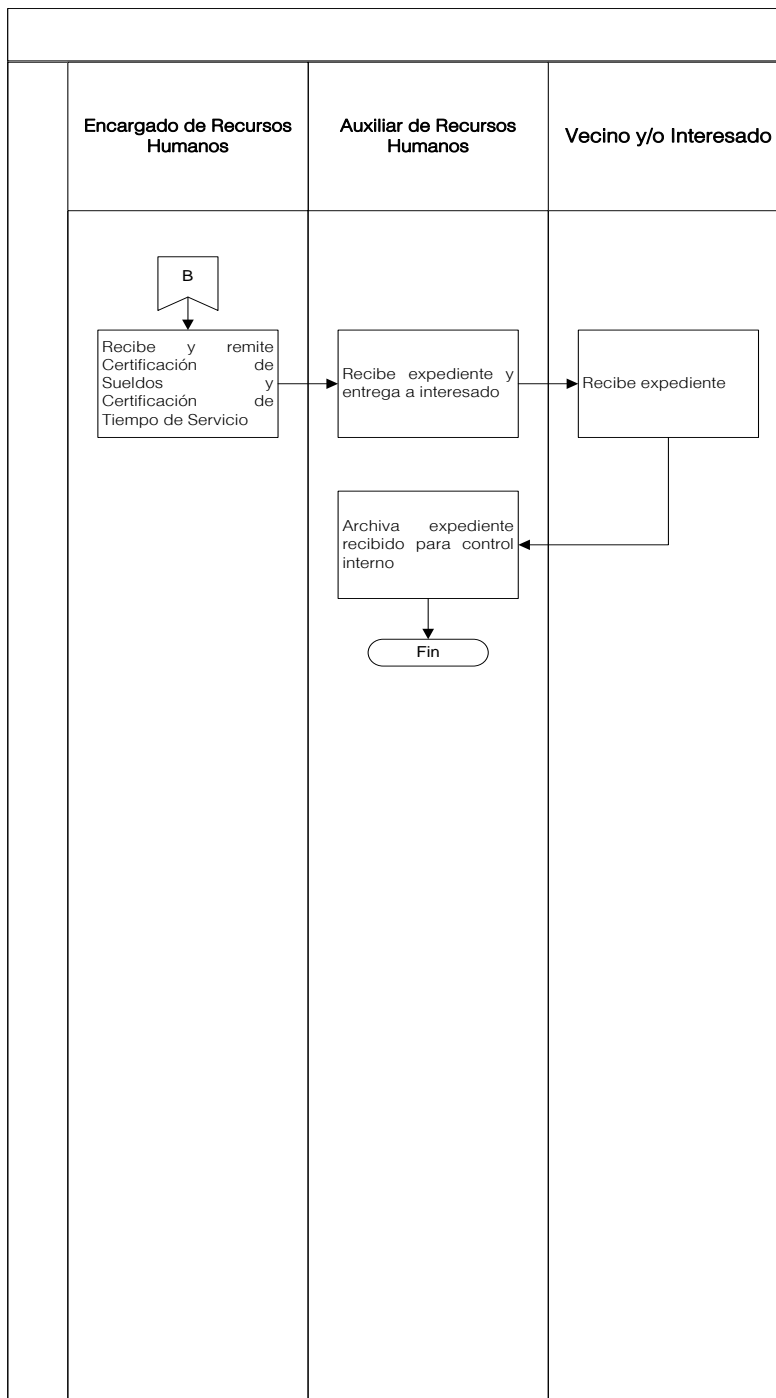 Encargado de Recursos
Humanos
Auxiliar de Recursos
Humanos
Vecino y/o Interesado
B
Recibe y remite
Certificación de
Sueldos y
Certificación de
Tiempo de Servicio
Recibe expediente y
entrega a interesado
Recibe expediente
Archiva expediente
recibido para control
interno
Fin